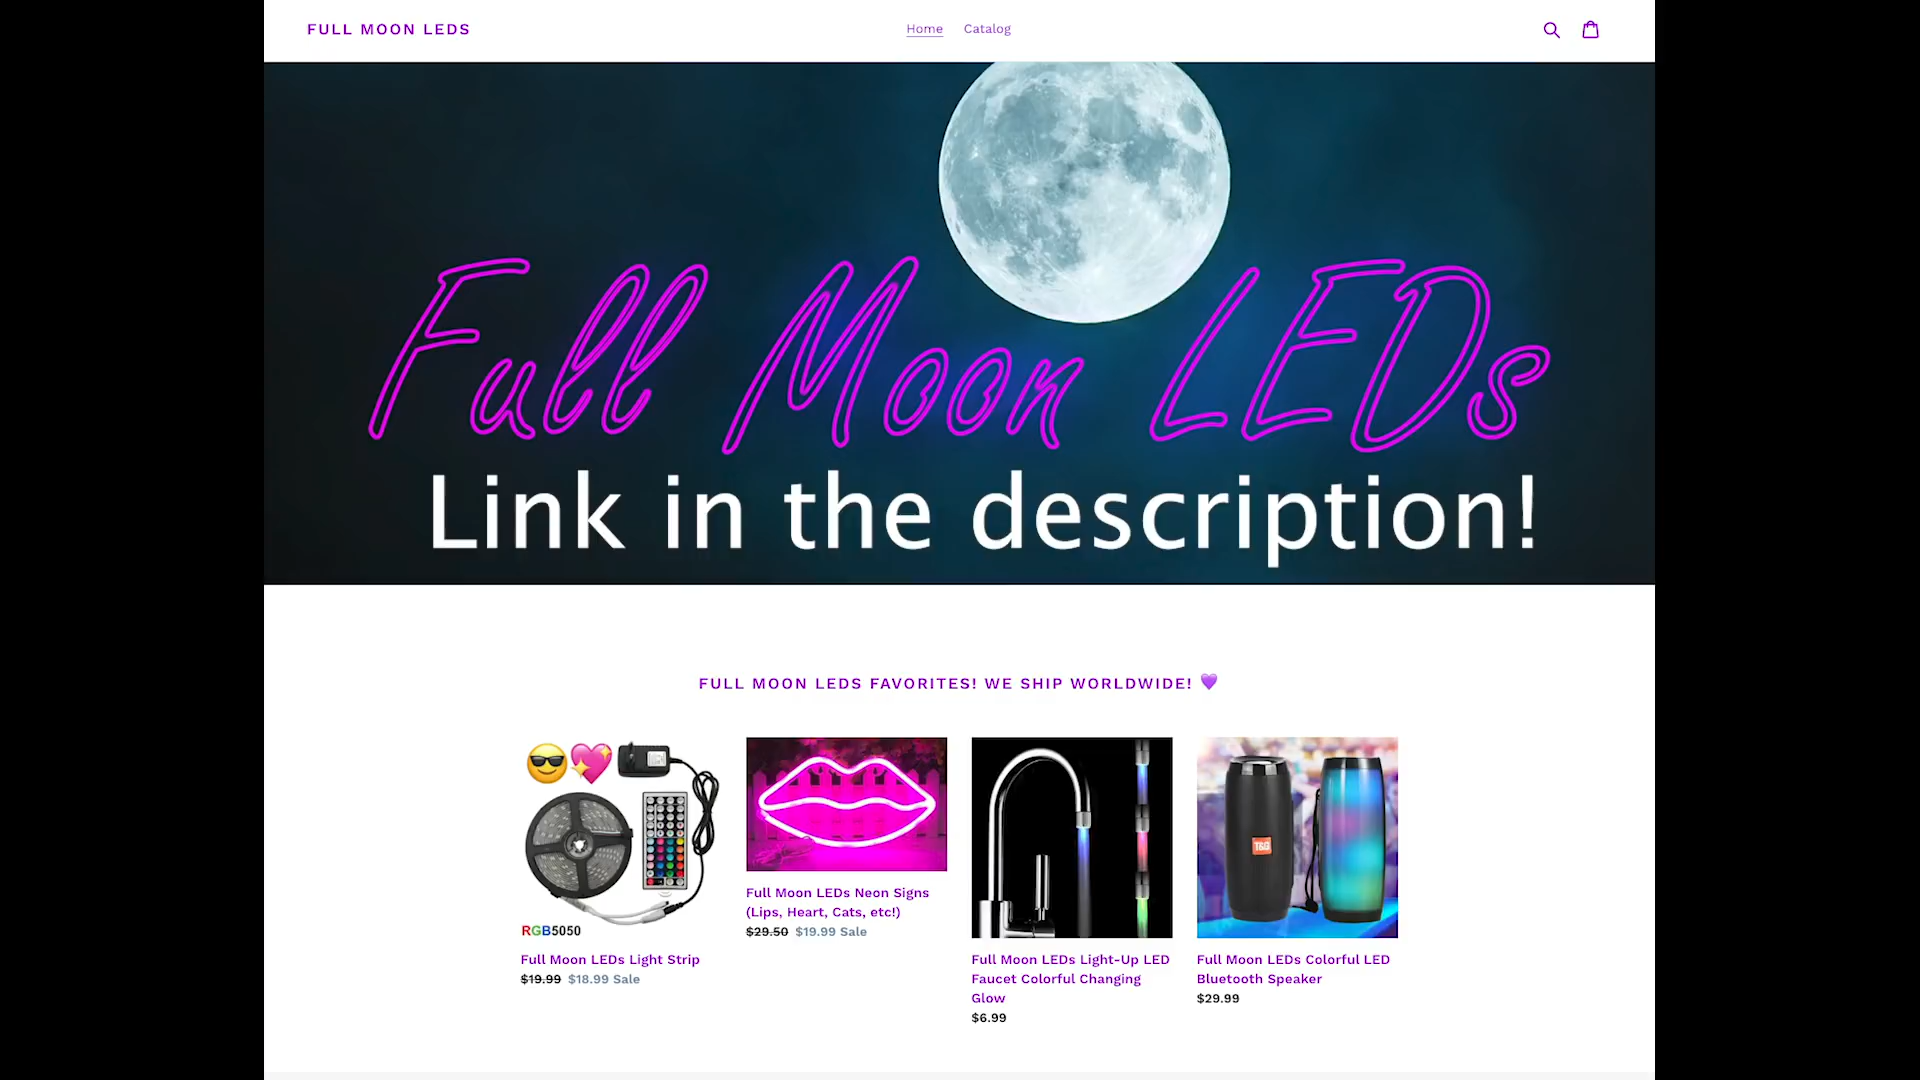 FULL MOON LEDS
Home Catalog
Full Moon LEDs
Link in the description!
FULL MOON LEDS FAVORITES! WE SHIP WORLDWIDE! 💜
RGB5050
Full Moon LEDs Light Strip
$19.99 $18.99 Sale
Full Moon LEDs Neon Signs
(Lips, Heart, Cats, etc!)
$29.50 $19.99 Sale
Full Moon LEDs Light-Up LED
Faucet Colorful Changing
Glow
$6.99
T&G
Full Moon LEDs Colorful LED
Bluetooth Speaker
$29.99